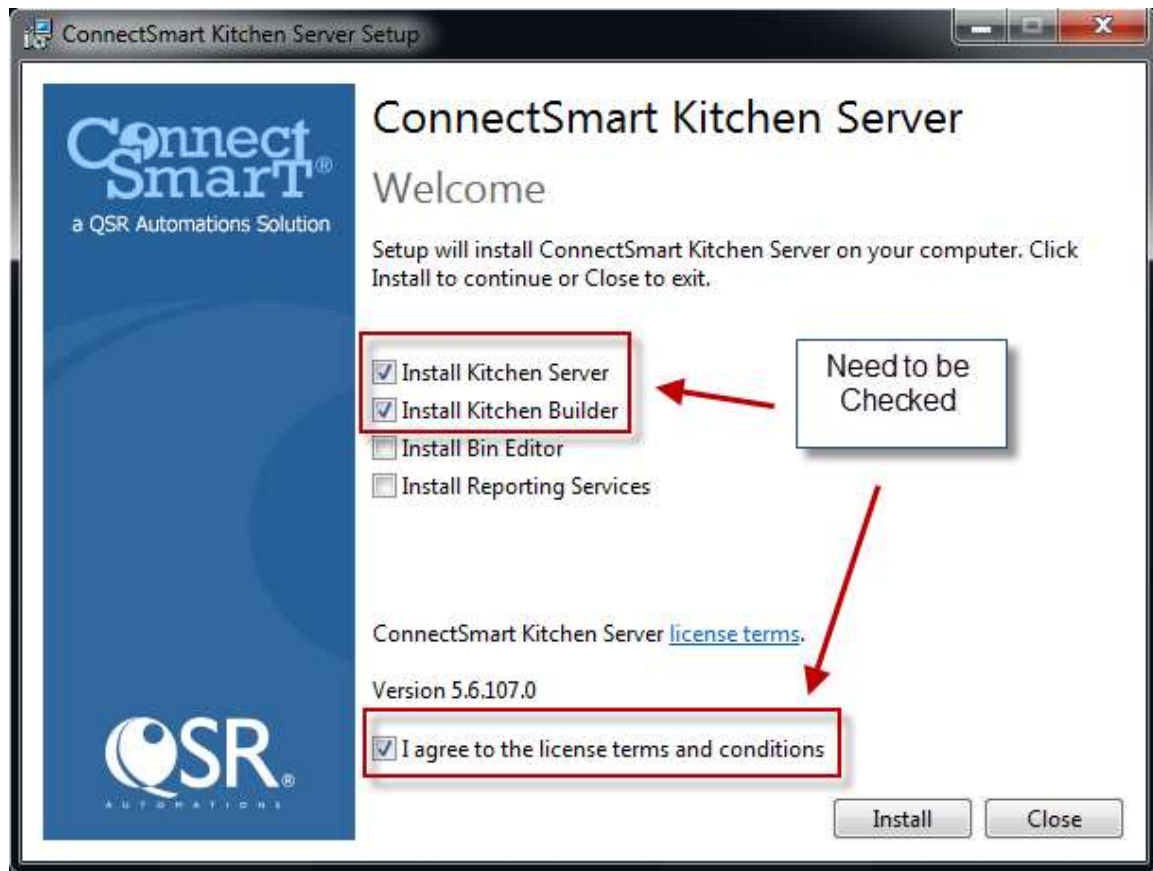 ConnectSmart Kitchen Server Setup
Connect
SmarT®
a QSR Automations Solution
ConnectSmart Kitchen Server
Welcome
Setup will install ConnectSmart Kitchen Server on your computer. Click
Install to continue or Close to exit.
Install Kitchen Server
Install Kitchen Builder
Install Bin Editor
Install Reporting Services
Need to be
Checked
ConnectSmart Kitchen Server license terms.
Version 5.6.107.0
I agree to the license terms and conditions
QSR®
AUTOMATIONS
Install
Close